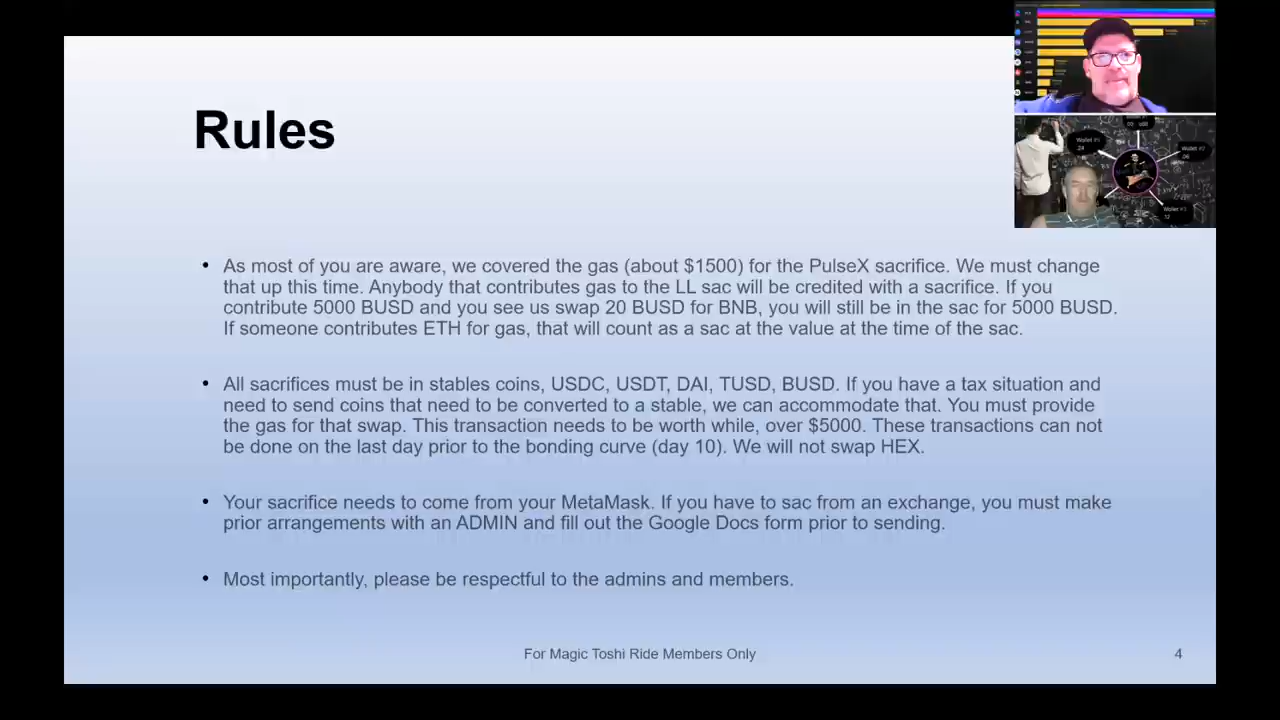 Rules
As most of you are aware, we covered the gas (about $1500) for the PulseX sacrifice. We must change
that up this time. Anybody that contributes gas to the LL sac will be credited with a sacrifice. If you
contribute 5000 BUSD and you see us swap 20 BUSD for BNB, you will still be in the sac for 5000 BUSD.
If someone contributes ETH for gas, that will count as a sac at the value at the time of the sac.
All sacrifices must be in stables coins, USDC, USDT, DAI, TUSD, BUSD. If you have a tax situation and
need to send coins that need to be converted to a stable, we can accommodate that. You must provide
the gas for that swap. This transaction needs to be worth while, over $5000. These transactions can not
be done on the last day prior to the bonding curve (day 10). We will not swap HEX.
Your sacrifice needs to come from your MetaMask. If you have to sac from an exchange, you must make
prior arrangements with an ADMIN and fill out the Google Docs form prior to sending.
Most importantly, please be respectful to the admins and members.
For Magic Toshi Ride Members Only
4